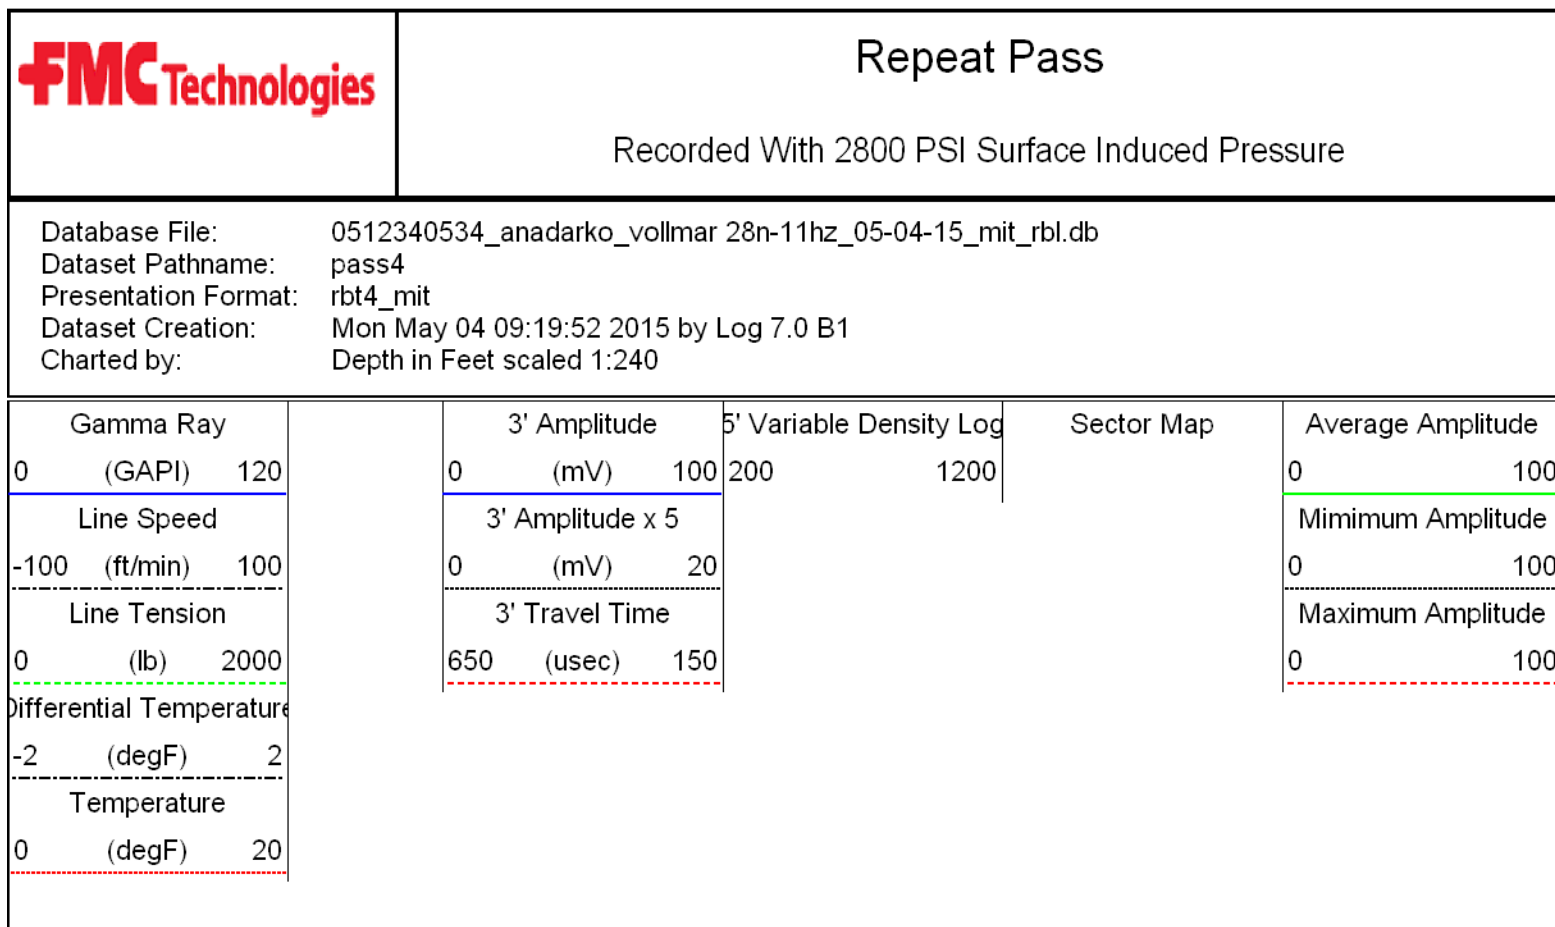 FMC Technologies
Repeat Pass
Recorded With 2800 PSI Surface Induced Pressure
Database File: 0512340534_anadarko_vollmar 28n-11hz_05-04-15_mit_rbl.db
Dataset Pathname: pass4
Presentation Format: rbt4_mit
Dataset Creation: Mon May 04 09:19:52 2015 by Log 7.0 B1
Charted by: Depth in Feet scaled 1:240
Gamma Ray
0 (GAPI) 120
Line Speed
-100 (ft/min) 100
Line Tension
0 (lb) 2000
Differential Temperature
-2 (degF) 2
Temperature
0 (degF) 20
3' Amplitude
0 (mV) 100
3' Amplitude x 5
0 (mV) 20
3' Travel Time
650 (usec) 150
5' Variable Density Log
200 1200
Sector Map
Average Amplitude
0 100
Mimimum Amplitude
0 100
Maximum Amplitude
0 100